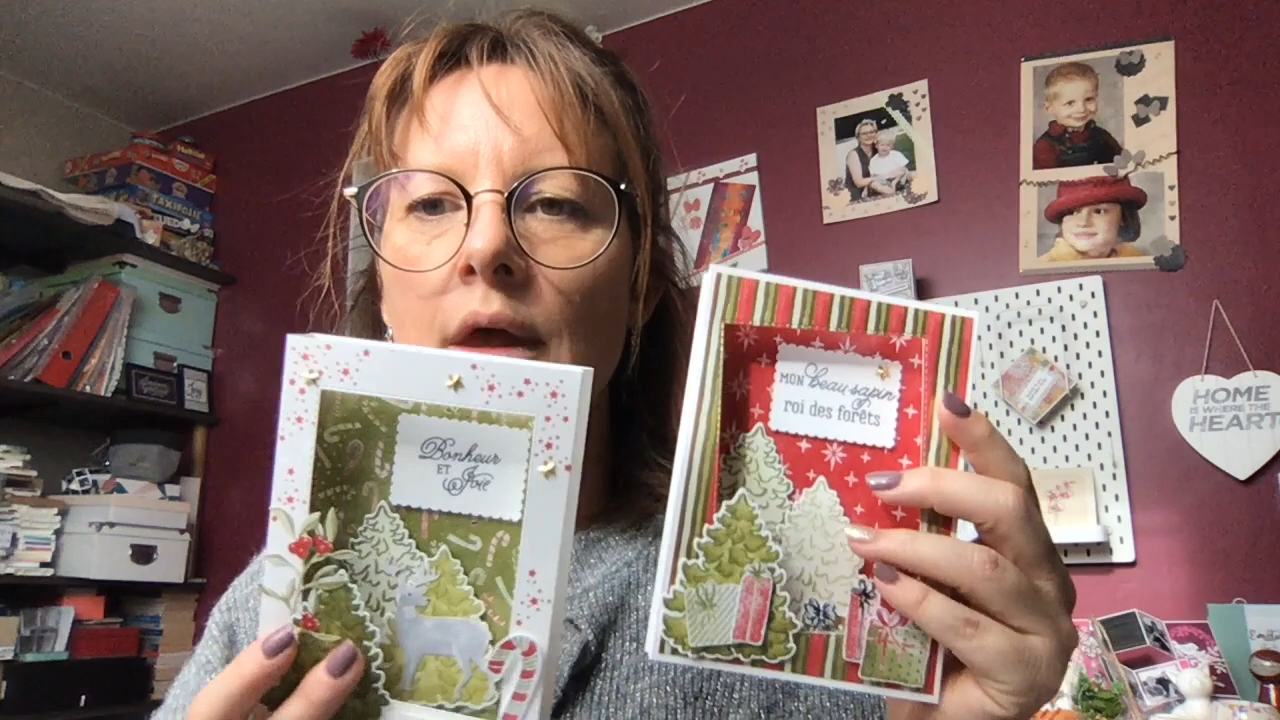 Bonheur
ET
Joie
MON beau sapin
roi des forêts
HOME
IS WHERE THE
HEART